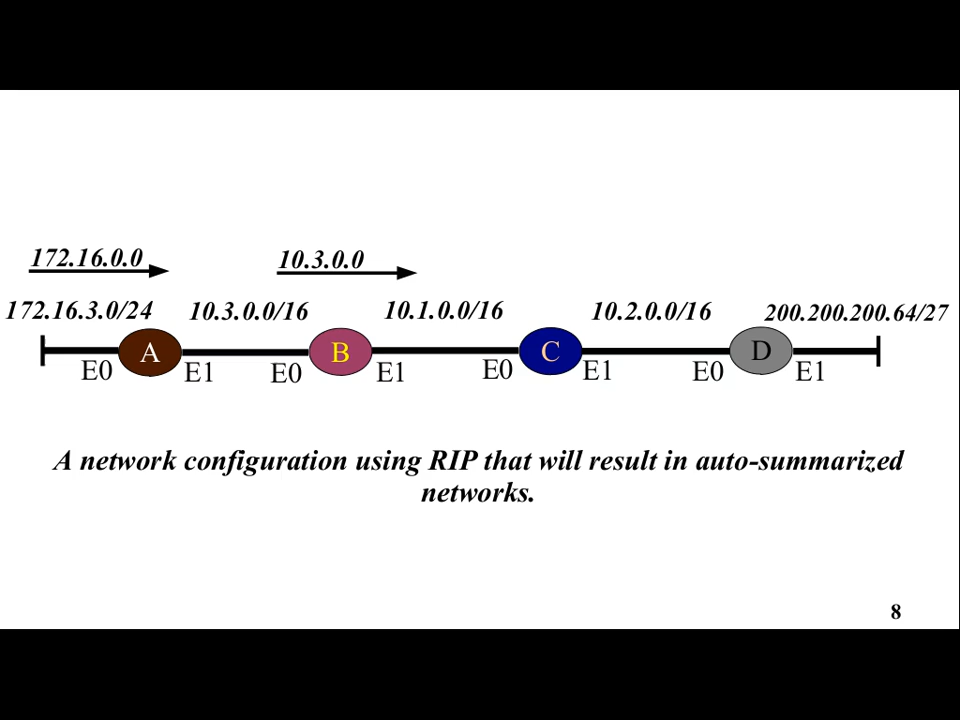 172.16.0.0
10.3.0.0
172.16.3.0/24
10.3.0.0/16
10.1.0.0/16
10.2.0.0/16
200.200.200.64/27
A
B
C
D
E0
E1
E0
E1
E0
E1
E0
E1
A network configuration using RIP that will result in auto-summarized
networks.
8